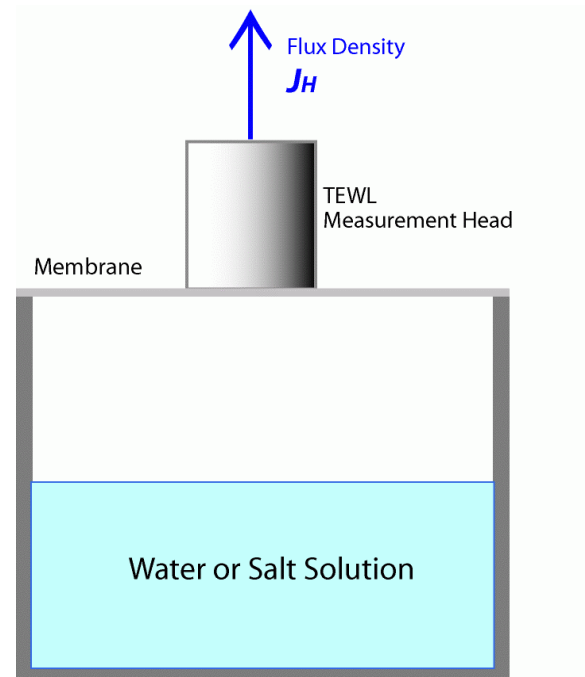 Flux Density
JH
TEWL
Measurement Head
Membrane
Water or Salt Solution